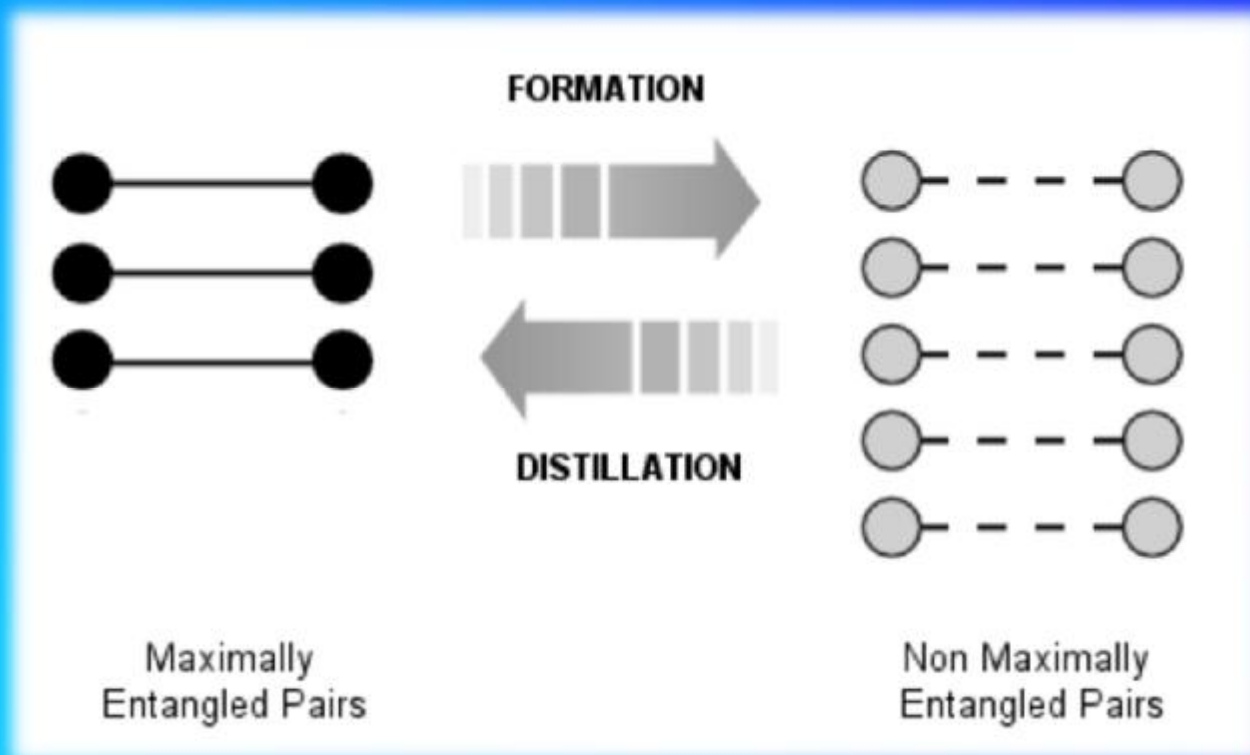 FORMATION
DISTILLATION
Maximally
Entangled Pairs
Non Maximally
Entangled Pairs